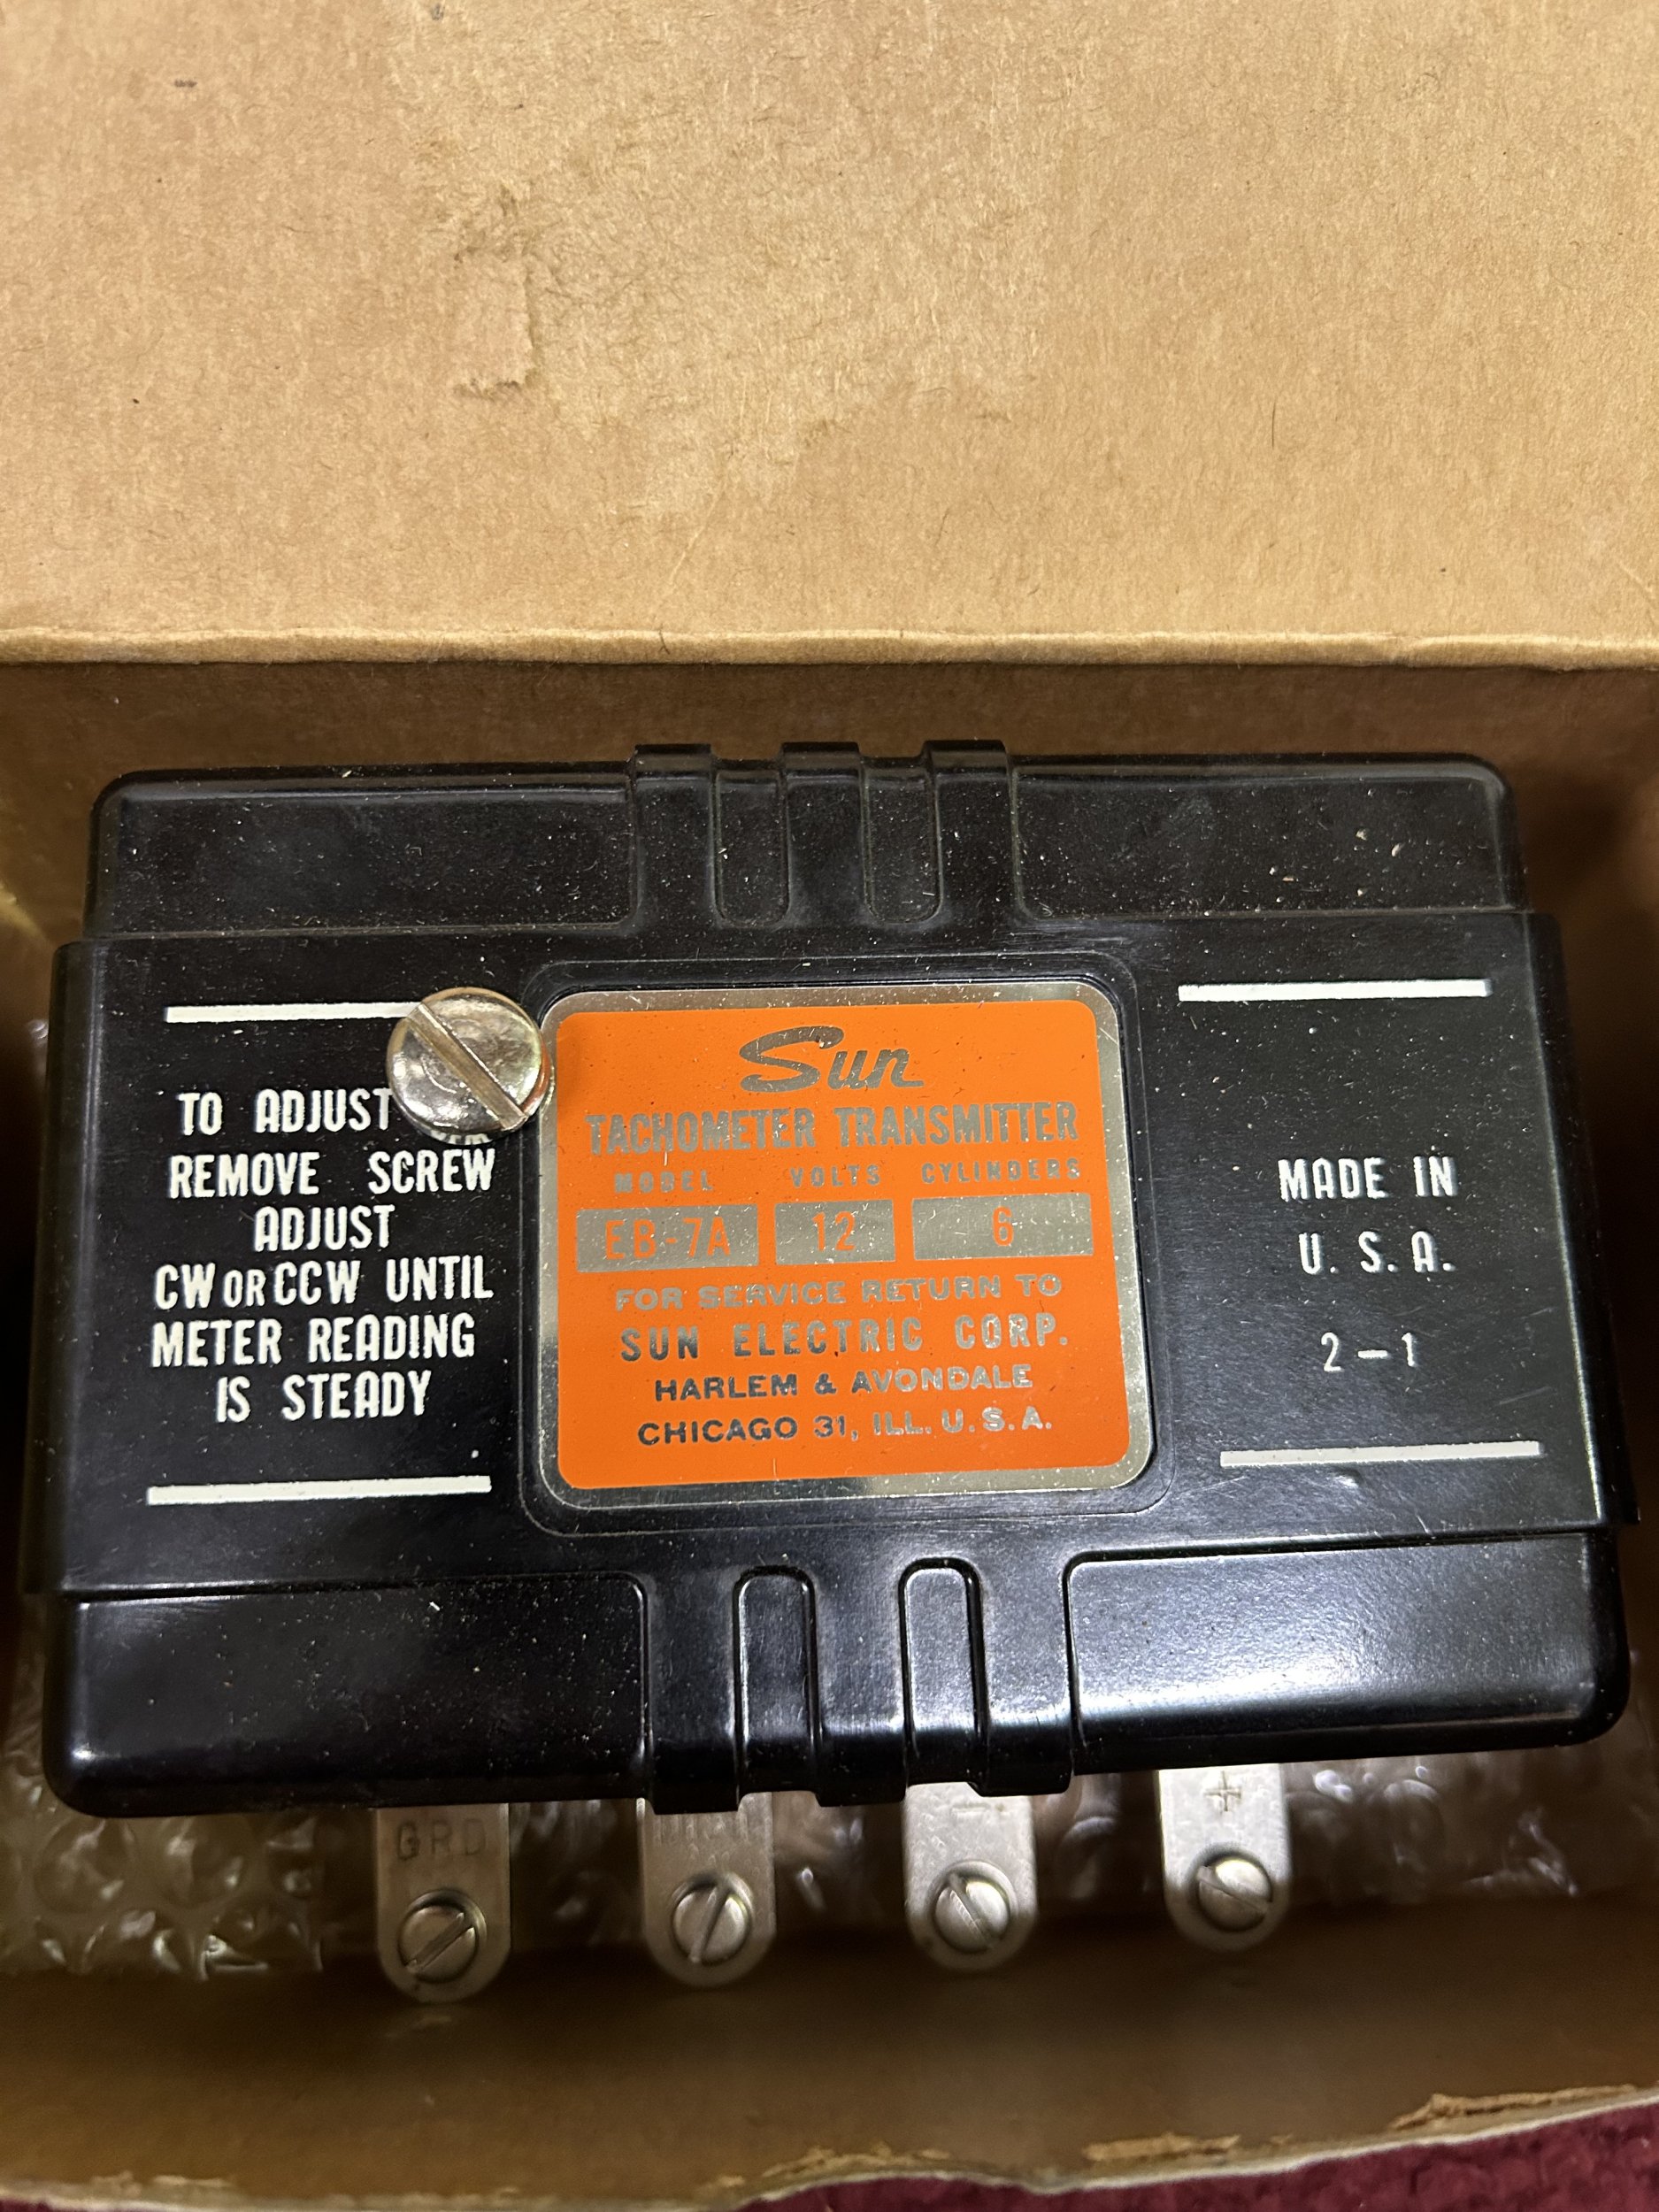 TO ADJUST
REMOVE SCREW
ADJUST
CW OR CCW UNTIL
METER READING
IS STEADY
Sun
TACHOMETER TRANSMITTER
MODEL VOLTS CYLINDERS
EB-7A 12 6
FOR SERVICE RETURN TO
SUN ELECTRIC CORP.
HARLEM & AVONDALE
CHICAGO 31, ILL. U.S.A.
MADE IN
U. S. A.
2-1
GRD - +